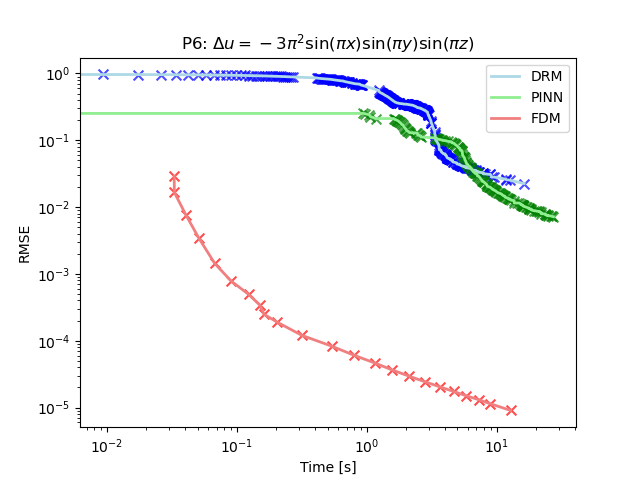 P6: Δu = −3π²sin(πx)sin(πy)sin(πz)
RMSE
10⁰
10⁻¹
10⁻²
10⁻³
10⁻⁴
10⁻⁵
DRM
PINN
FDM
10⁻² 10⁻¹ 10⁰ 10¹
Time [s]